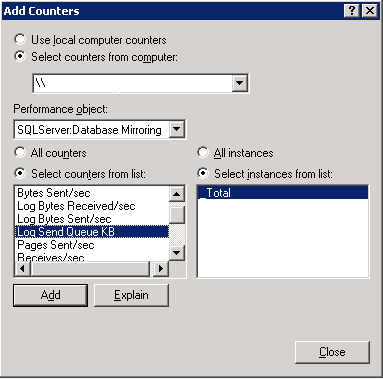 Add Counters
Use local computer counters
Select counters from computer:
\\
Performance object:
SQLServer:Database Mirroring
All counters
All instances
Select counters from list:
Select instances from list:
Bytes Sent/sec
Log Bytes Received/sec
Log Bytes Sent/sec
Log Send Queue KB
Pages Sent/sec
Receives/sec
_Total
Add
Explain
Close